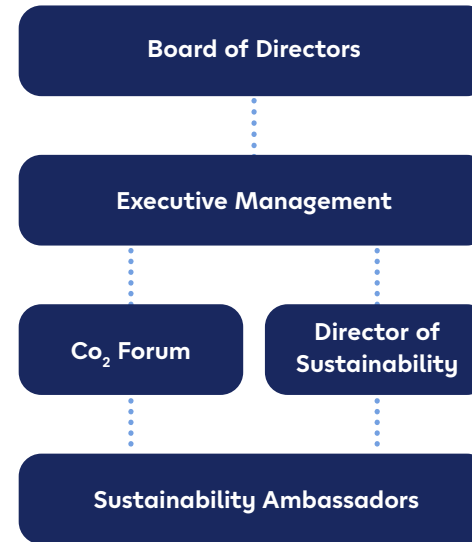 Board of Directors
Executive Management
Co₂ Forum
Director of
Sustainability
Sustainability Ambassadors